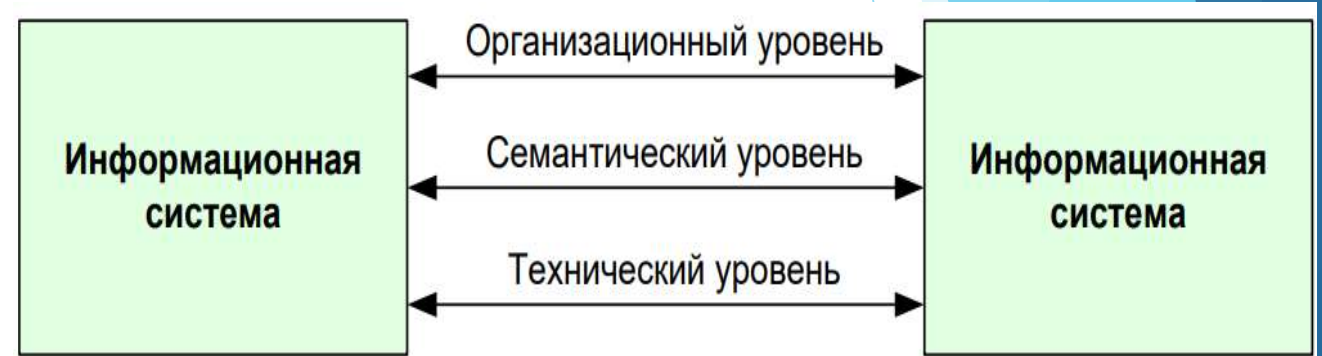 Организационный уровень
Информационная
система
Семантический уровень
Технический уровень
Информационная
система